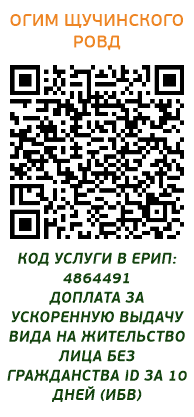 ОГИМ ЩУЧИНСКОГО
РОВД
КОД УСЛУГИ В ЕРИП:
4864491
ДОПЛАТА ЗА
УСКОРЕННУЮ ВЫДАЧУ
ВИДА НА ЖИТЕЛЬСТВО
ЛИЦА БЕЗ
ГРАЖДАНСТВА ID ЗА 10
ДНЕЙ (ИБВ)